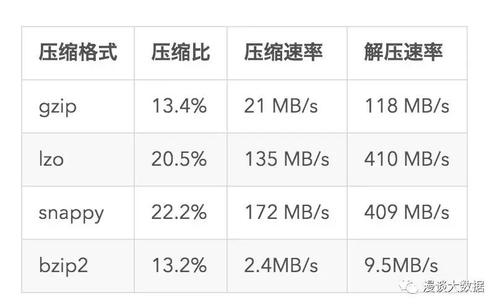 压缩格式 压缩比 压缩速率 解压速率
gzip 13.4% 21 MB/s 118 MB/s
lzo 20.5% 135 MB/s 410 MB/s
snappy 22.2% 172 MB/s 409 MB/s
bzip2 13.2% 2.4MB/s 9.5MB/s
漫谈大数据